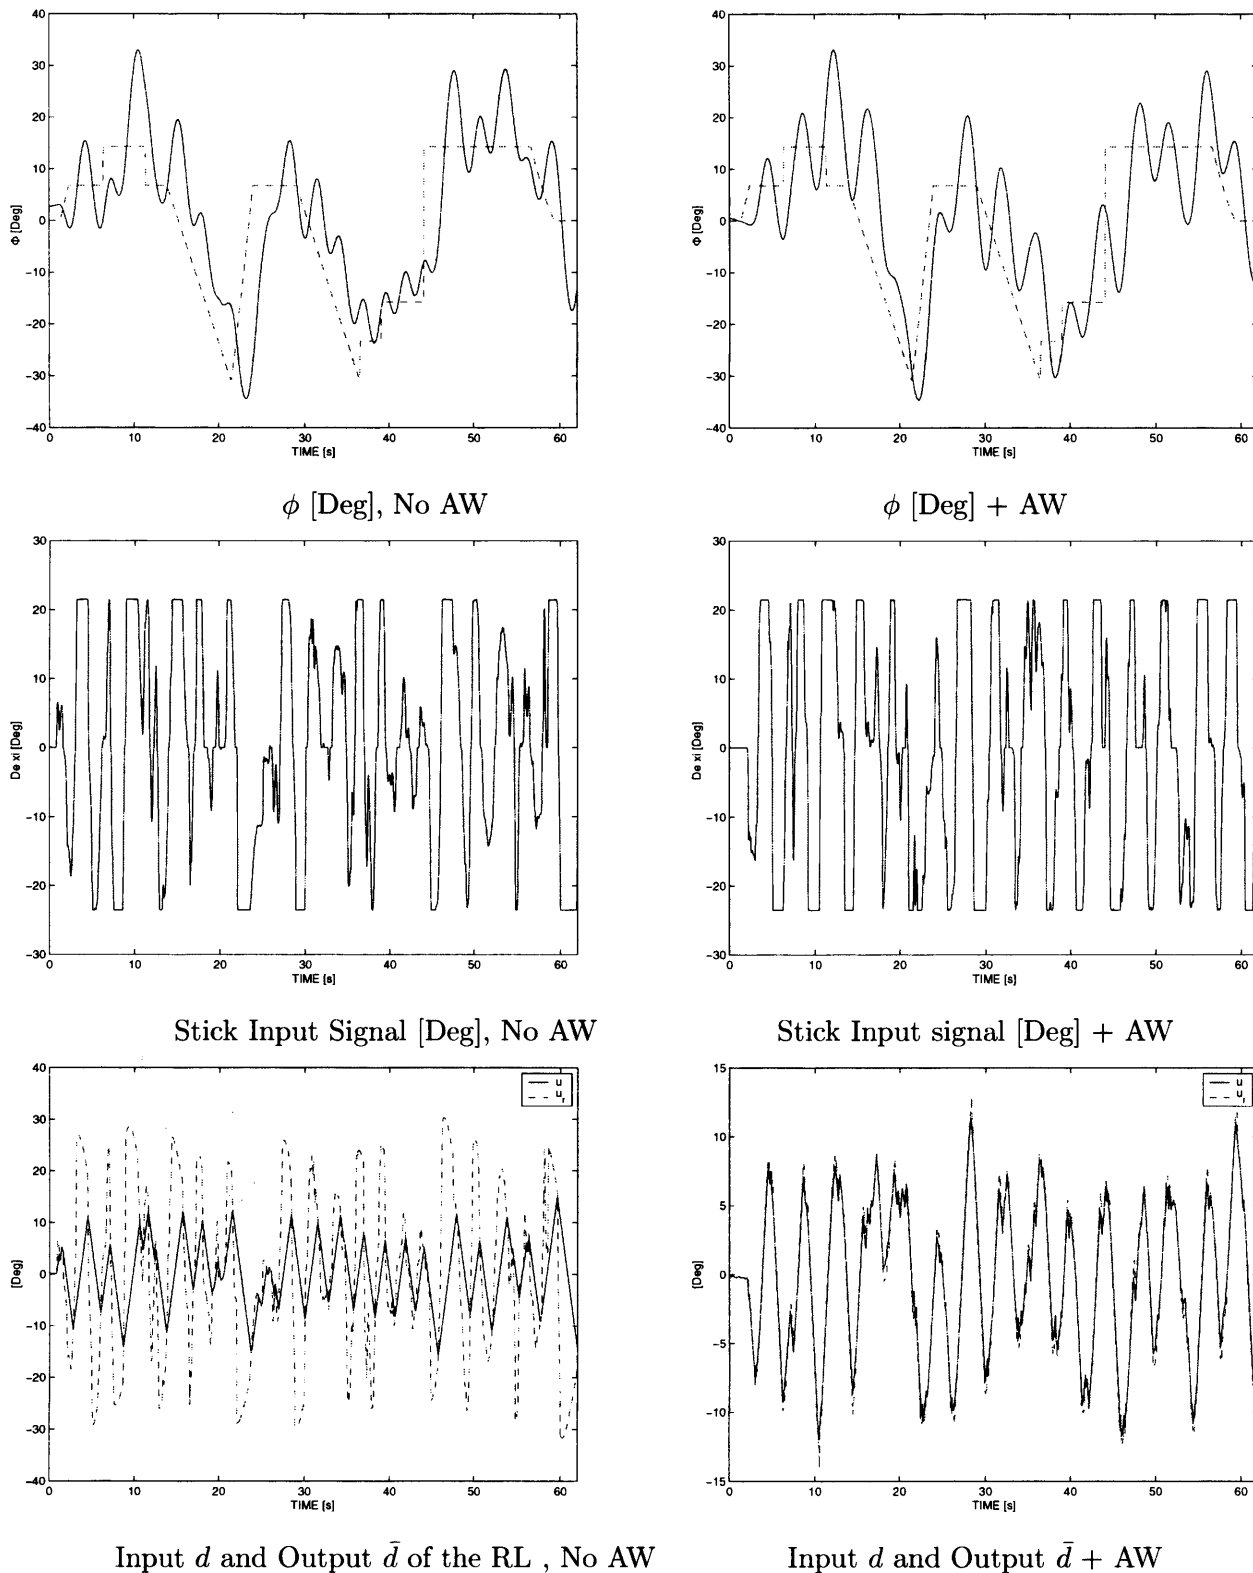 40
30
20
10
0
−10
−20
−30
−40
Φ [Deg]
0 10 20 30 40 50 60
TIME [s]
ϕ [Deg], No AW
40
30
20
10
0
−10
−20
−30
−40
Φ [Deg]
0 10 20 30 40 50 60
TIME [s]
ϕ [Deg] + AW
30
20
10
0
−10
−20
−30
De xi [Deg]
0 10 20 30 40 50 60
TIME [s]
Stick Input Signal [Deg], No AW
30
20
10
0
−10
−20
−30
De xi [Deg]
0 10 20 30 40 50 60
TIME [s]
Stick Input signal [Deg] + AW
40
30
20
10
0
−10
−20
−30
−40
[Deg]
u
u_r
0 10 20 30 40 50 60
TIME [s]
Input d and Output d̄ of the RL , No AW
15
10
5
0
−5
−10
−15
[Deg]
u
u_r
0 10 20 30 40 50 60
TIME [s]
Input d and Output d̄ + AW